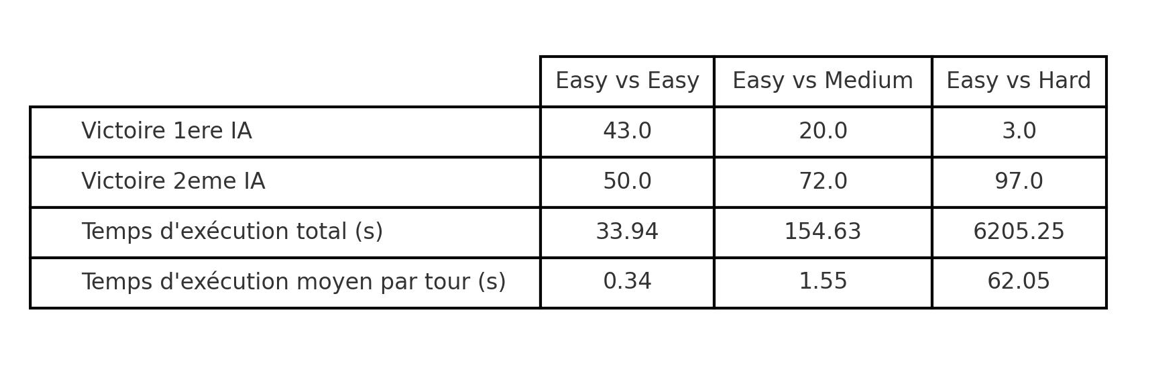 Easy vs Easy Easy vs Medium Easy vs Hard
Victoire 1ere IA 43.0 20.0 3.0
Victoire 2eme IA 50.0 72.0 97.0
Temps d'exécution total (s) 33.94 154.63 6205.25
Temps d'exécution moyen par tour (s) 0.34 1.55 62.05